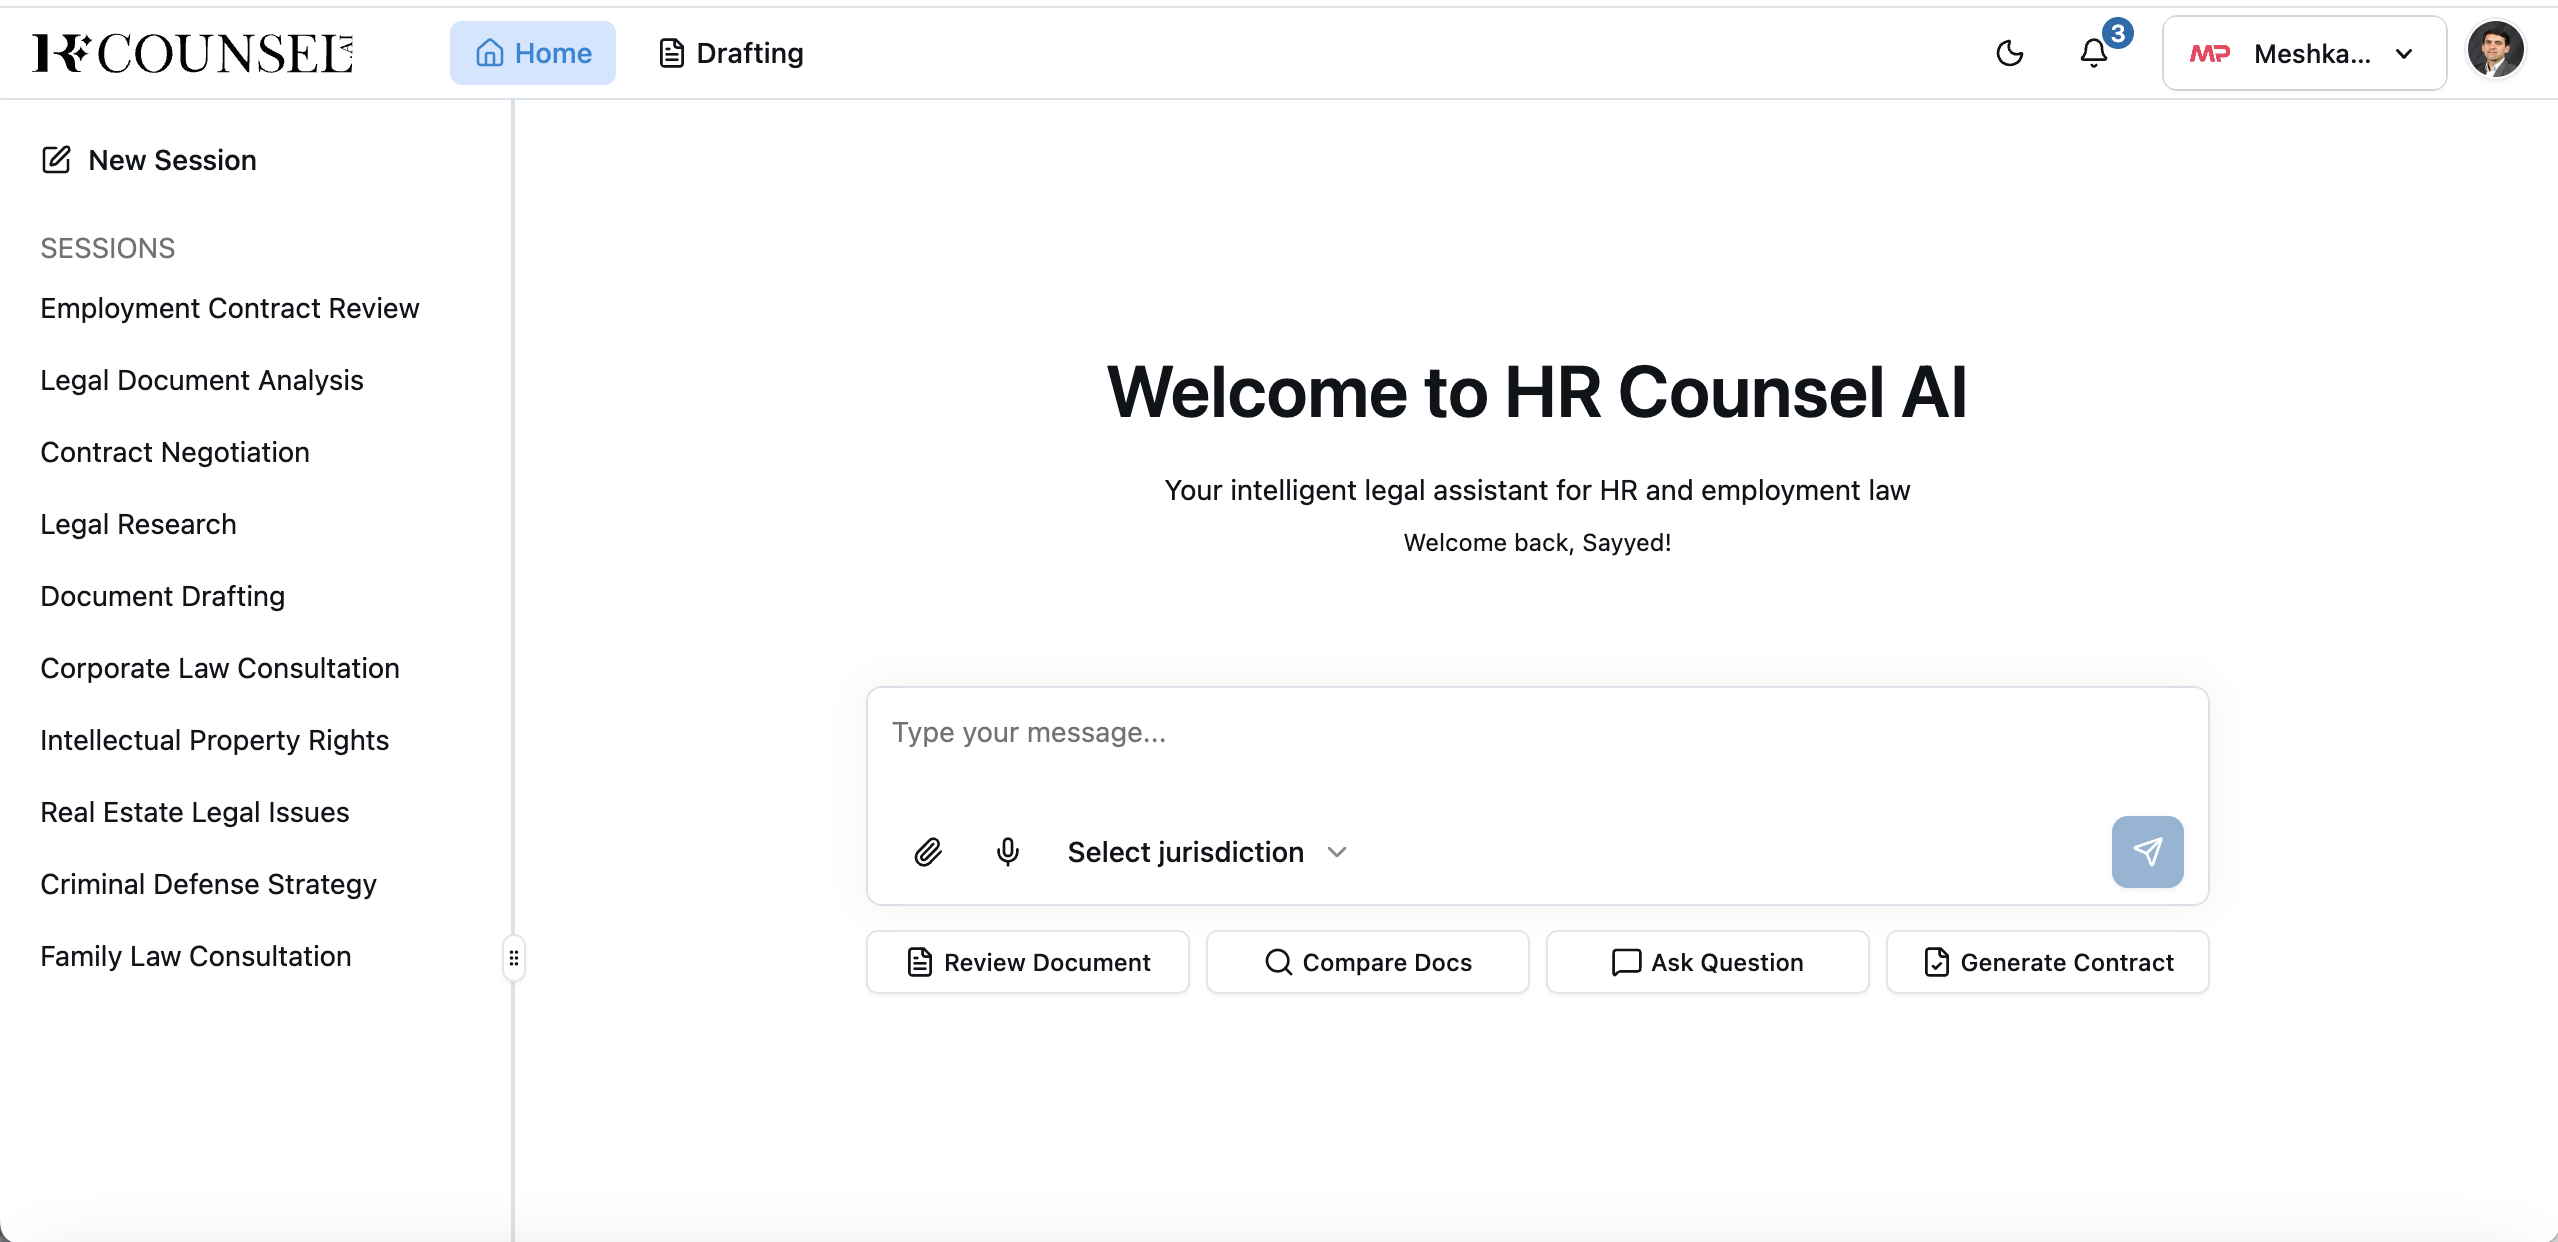 HR COUNSEL AI
Home
Drafting
3
MP
Meshka...
New Session
SESSIONS
Employment Contract Review
Legal Document Analysis
Contract Negotiation
Legal Research
Document Drafting
Corporate Law Consultation
Intellectual Property Rights
Real Estate Legal Issues
Criminal Defense Strategy
Family Law Consultation
Welcome to HR Counsel AI
Your intelligent legal assistant for HR and employment law
Welcome back, Sayyed!
Type your message...
Select jurisdiction
Review Document
Compare Docs
Ask Question
Generate Contract